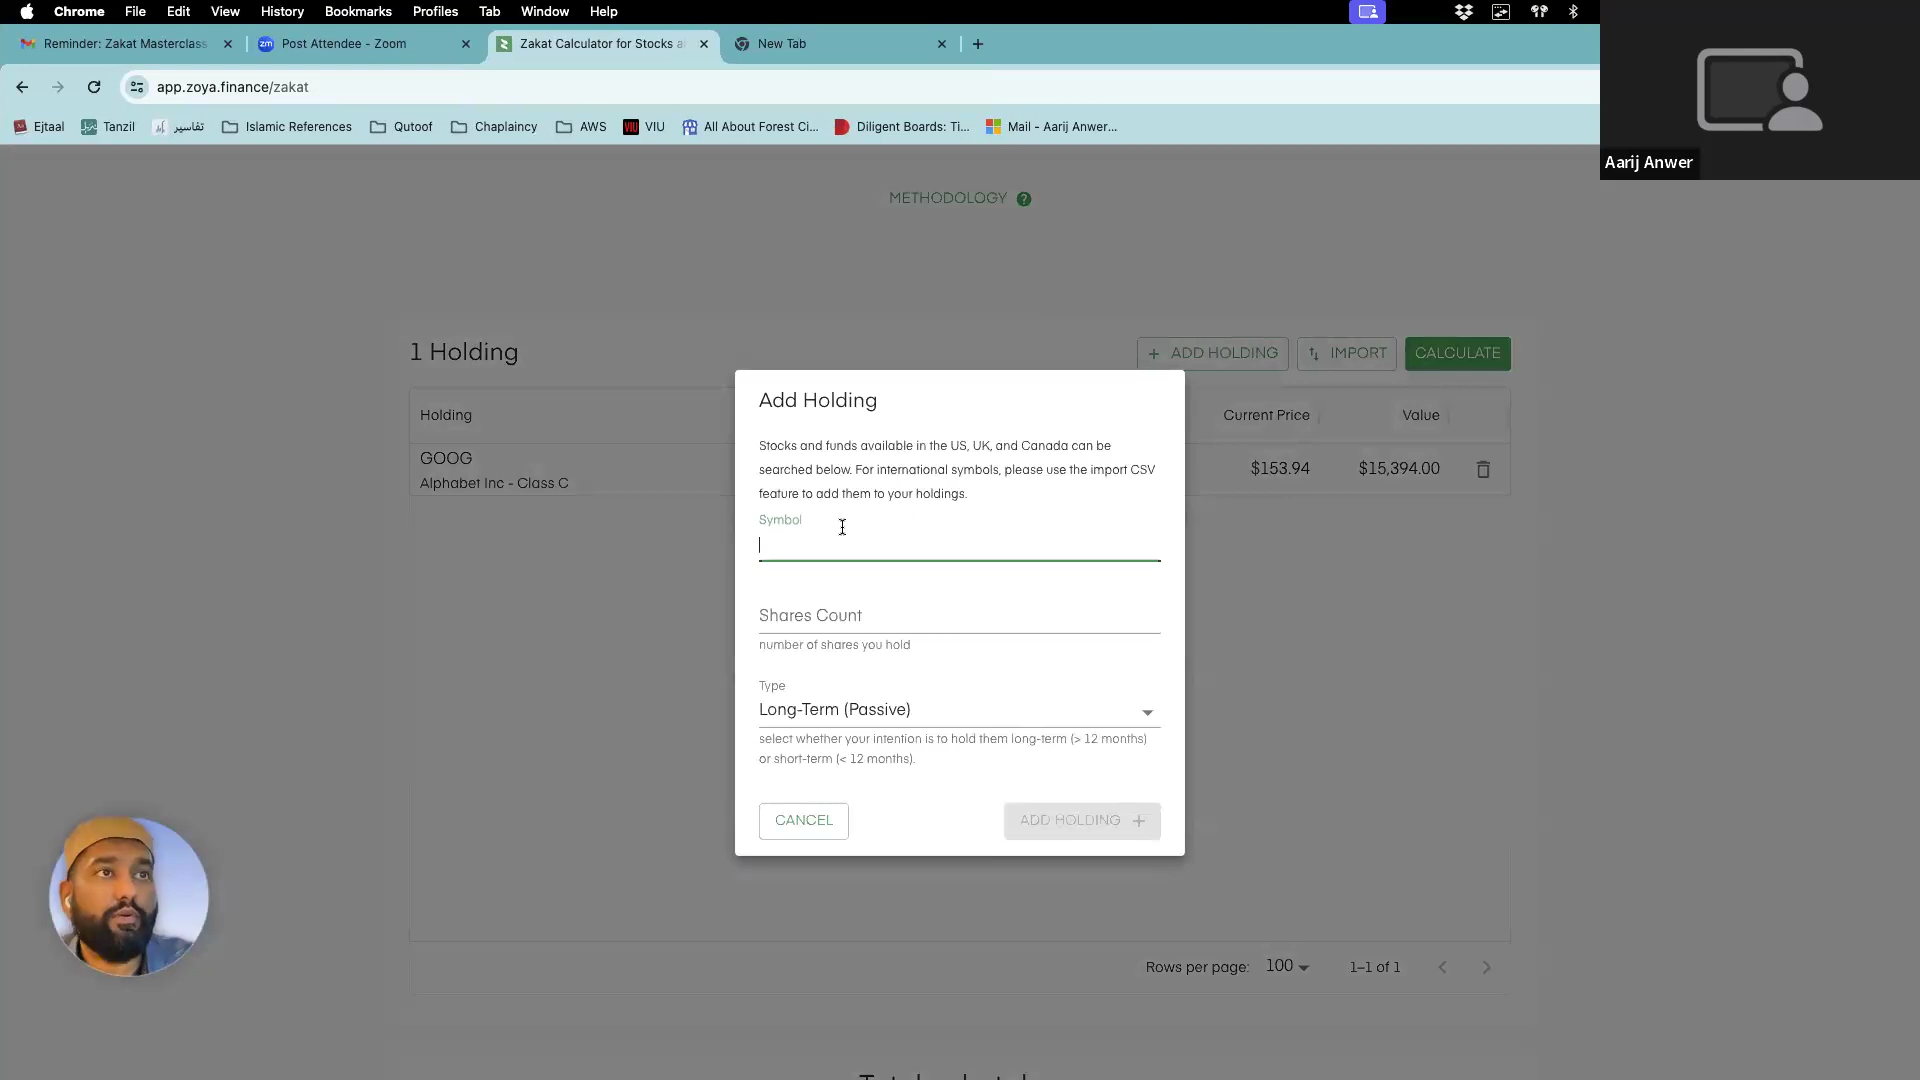 Chrome File Edit View History Bookmarks Profiles Tab Window Help
Reminder: Zakat Masterclass
zm Post Attendee - Zoom
Zakat Calculator for Stocks a
New Tab
app.zoya.finance/zakat
Ejtaal Tanzil تفاسير Islamic References Qutoof Chaplaincy AWS VIU VIU All About Forest Ci... Diligent Boards: Ti... Mail - Aarij Anwer...
Aarij Anwer
METHODOLOGY ?
1 Holding
+ ADD HOLDING
IMPORT
CALCULATE
Holding Current Price Value
GOOG
Alphabet Inc - Class C
$153.94 $15,394.00
Add Holding
Stocks and funds available in the US, UK, and Canada can be
searched below. For international symbols, please use the import CSV
feature to add them to your holdings.
Symbol
Shares Count
number of shares you hold
Type
Long-Term (Passive)
select whether your intention is to hold them long-term (> 12 months)
or short-term (< 12 months).
CANCEL
ADD HOLDING +
Rows per page: 100 1-1 of 1